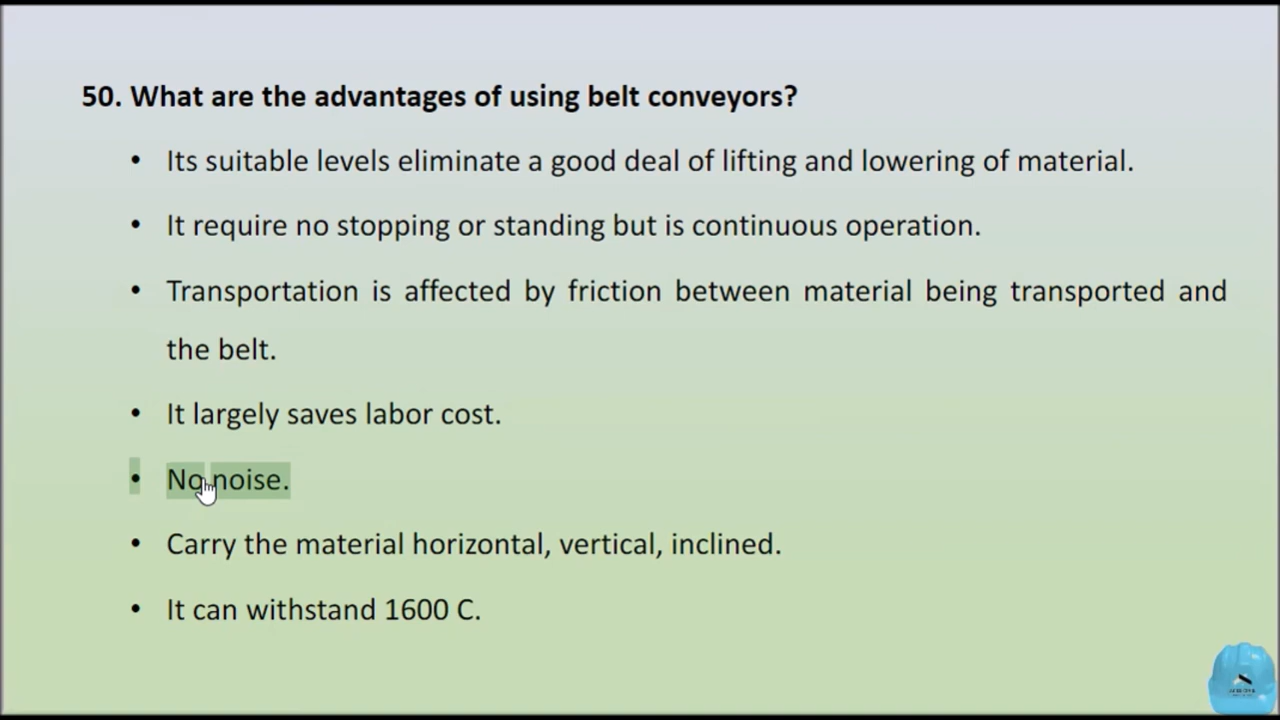 50. What are the advantages of using belt conveyors?
• Its suitable levels eliminate a good deal of lifting and lowering of material.
• It require no stopping or standing but is continuous operation.
• Transportation is affected by friction between material being transported and
the belt.
• It largely saves labor cost.
• No noise.
• Carry the material horizontal, vertical, inclined.
• It can withstand 1600 C.